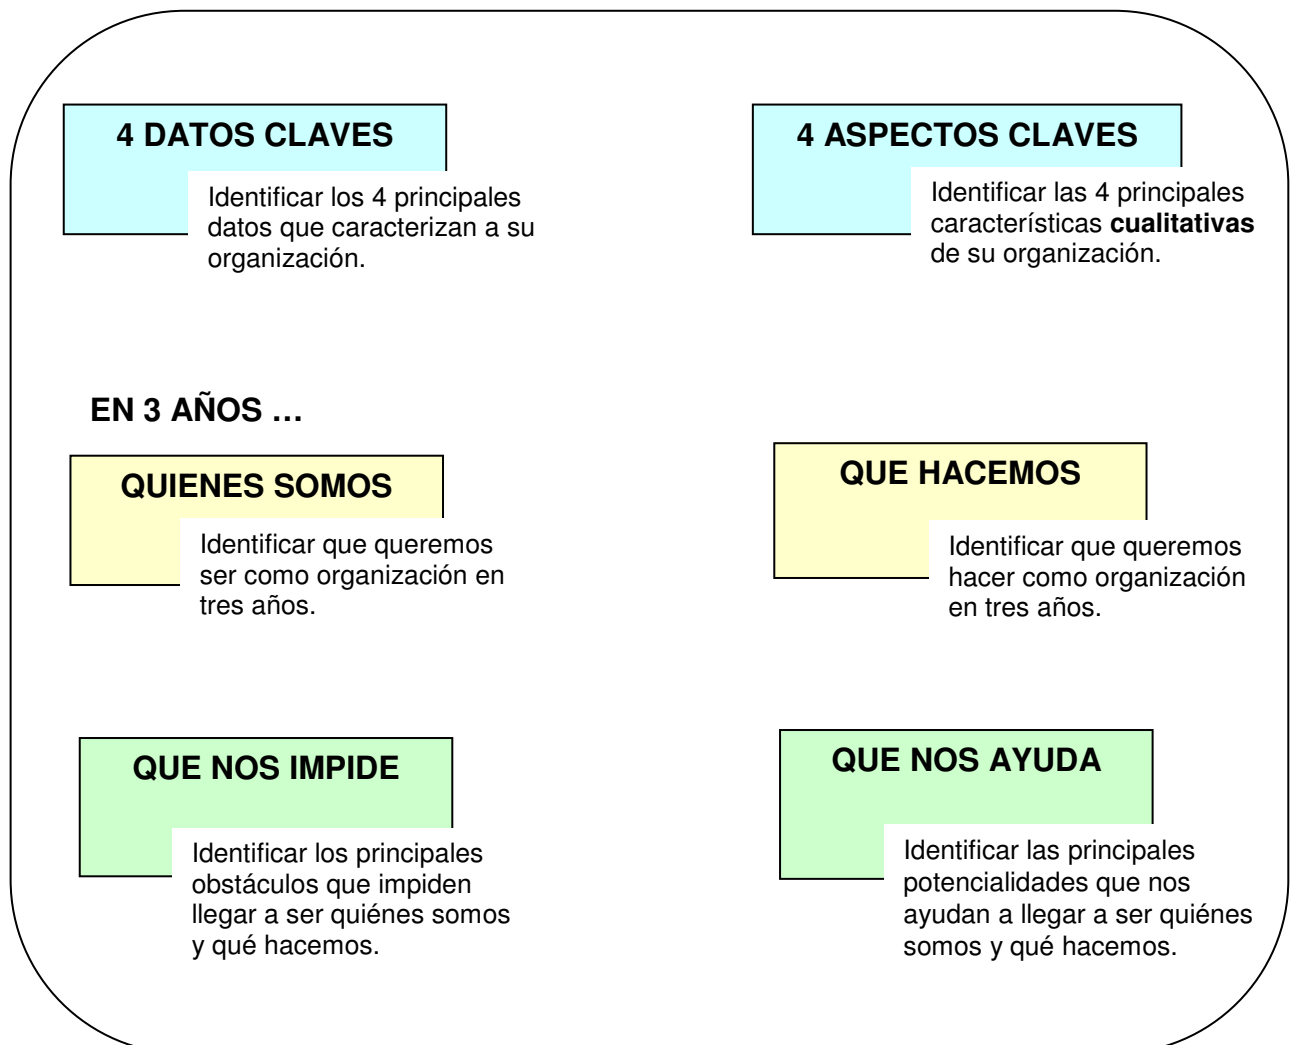 4 DATOS CLAVES
Identificar los 4 principales
datos que caracterizan a su
organización.
4 ASPECTOS CLAVES
Identificar las 4 principales
características cualitativas
de su organización.
EN 3 AÑOS …
QUIENES SOMOS
Identificar que queremos
ser como organización en
tres años.
QUE HACEMOS
Identificar que queremos
hacer como organización
en tres años.
QUE NOS IMPIDE
Identificar los principales
obstáculos que impiden
llegar a ser quiénes somos
y qué hacemos.
QUE NOS AYUDA
Identificar las principales
potencialidades que nos
ayudan a llegar a ser quiénes
somos y qué hacemos.